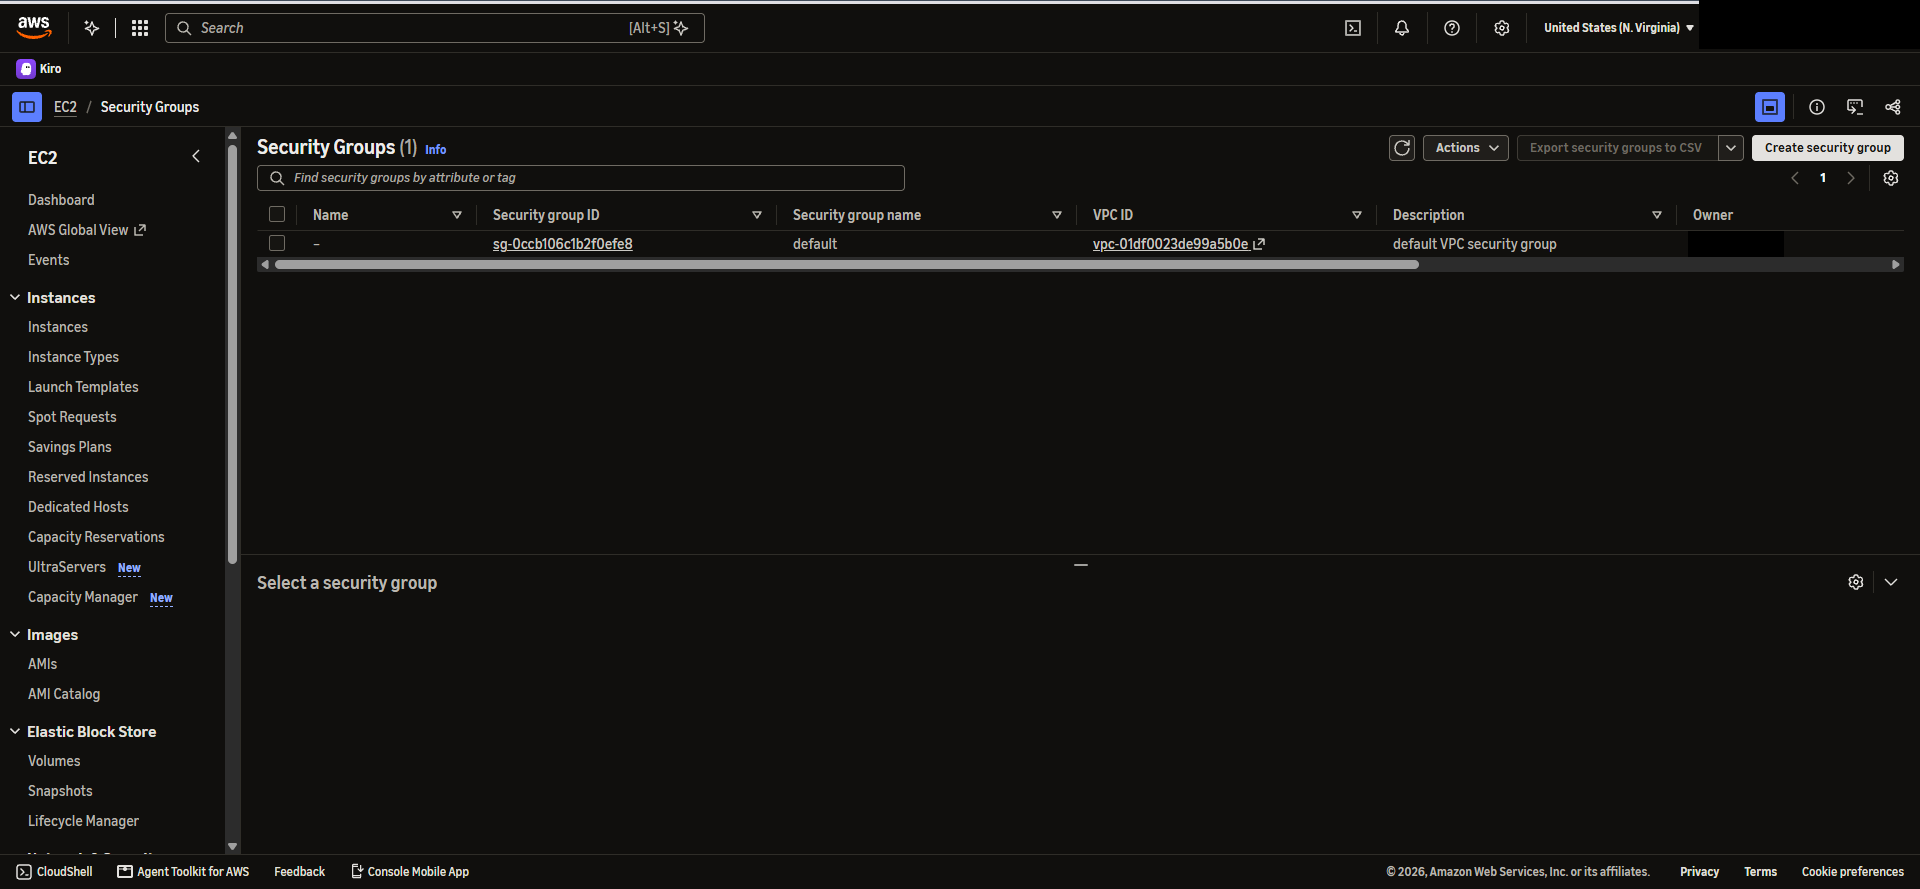 aws
Search [Alt+S]
United States (N. Virginia)
Kiro
EC2 / Security Groups
EC2
Dashboard
AWS Global View
Events
Instances
Instances
Instance Types
Launch Templates
Spot Requests
Savings Plans
Reserved Instances
Dedicated Hosts
Capacity Reservations
UltraServers New
Capacity Manager New
Images
AMIs
AMI Catalog
Elastic Block Store
Volumes
Snapshots
Lifecycle Manager
Security Groups (1) Info
Actions
Export security groups to CSV
Create security group
Find security groups by attribute or tag
1
Name Security group ID Security group name VPC ID Description Owner
– sg-0ccb106c1b2f0efe8 default vpc-01df0023de99a5b0e default VPC security group
Select a security group
CloudShell Agent Toolkit for AWS Feedback Console Mobile App
© 2026, Amazon Web Services, Inc. or its affiliates. Privacy Terms Cookie preferences